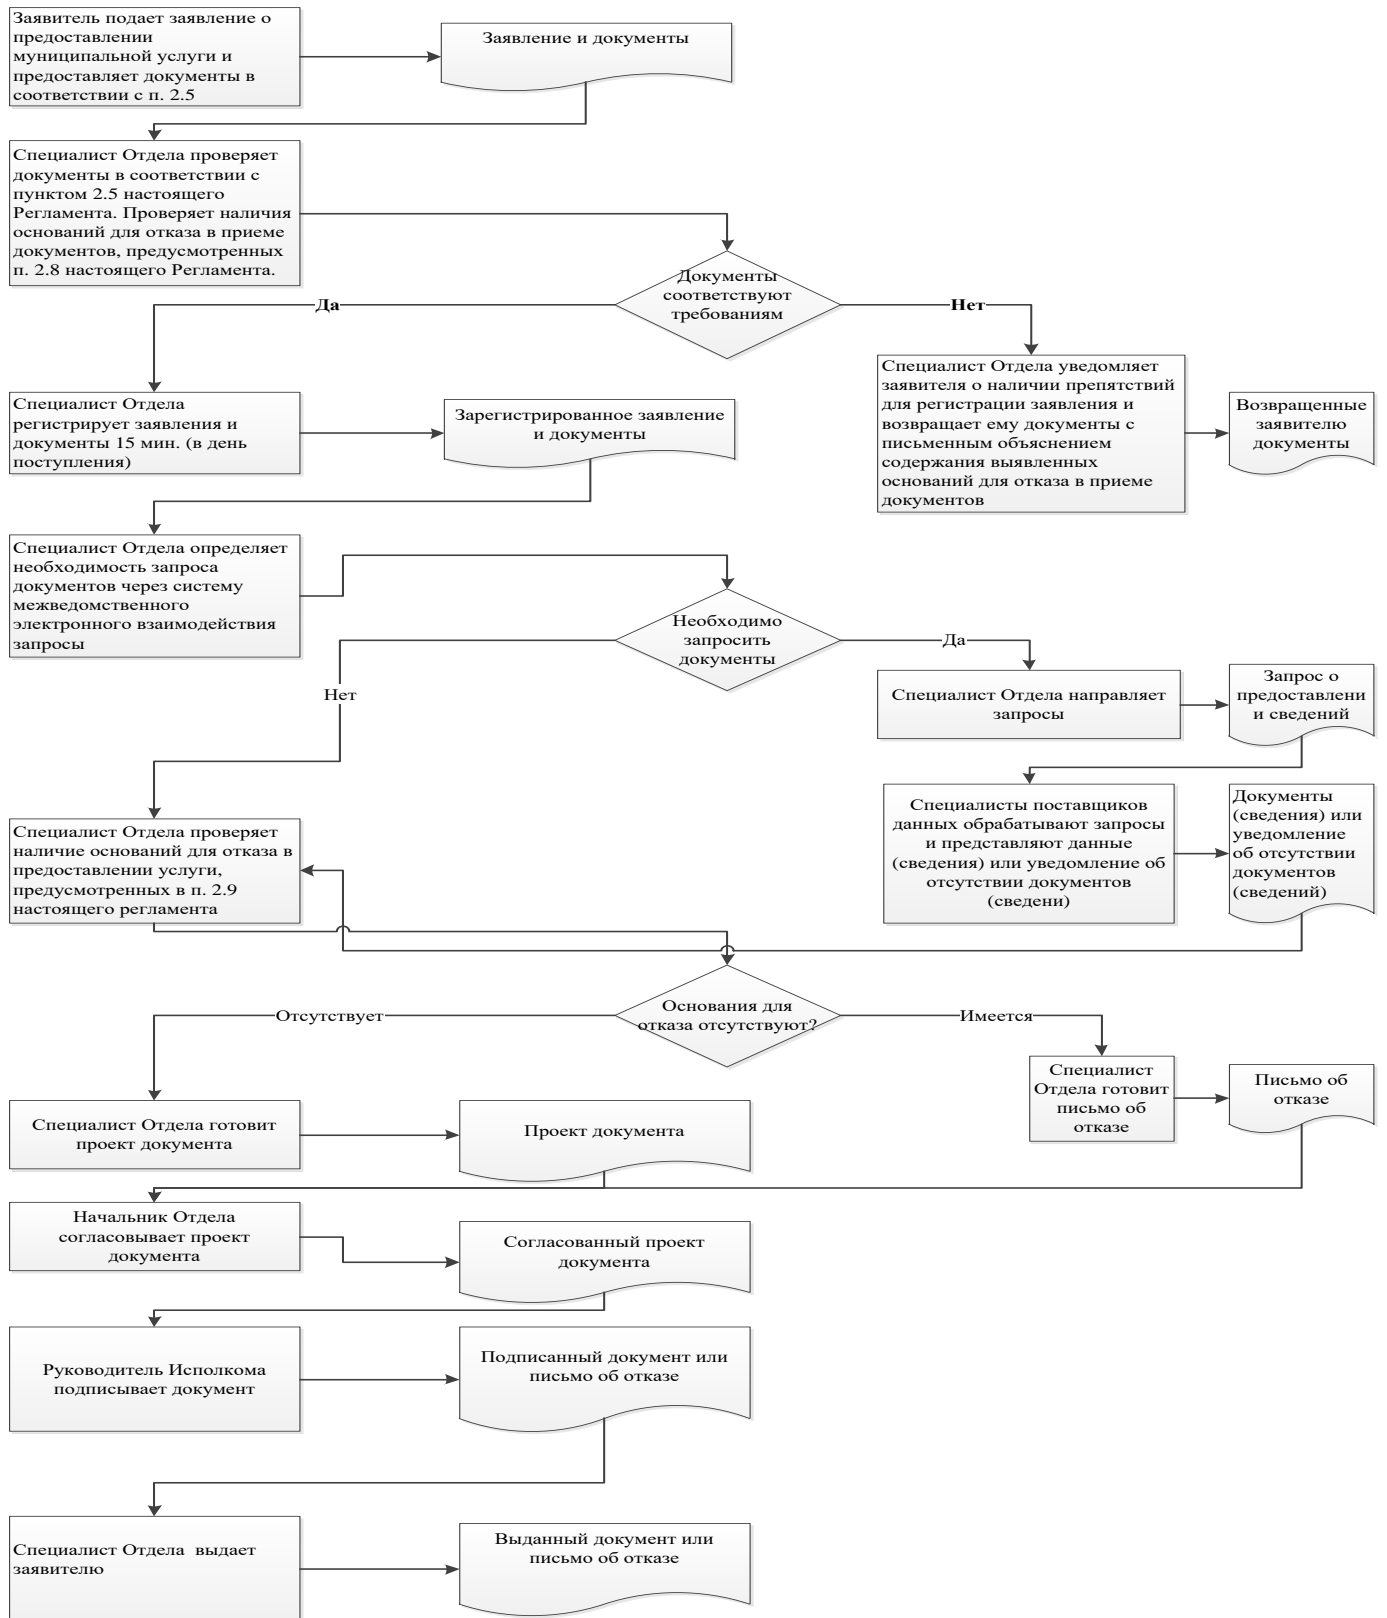 Заявитель подает заявление о
предоставлении
муниципальной услуги и
предоставляет документы в
соответствии с п. 2.5
Заявление и документы
Специалист Отдела проверяет
документы в соответствии с
пунктом 2.5 настоящего
Регламента. Проверяет наличия
оснований для отказа в приеме
документов, предусмотренных
п. 2.8 настоящего Регламента.
Документы
соответствуют
требованиям
Да
Нет
Специалист Отдела
регистрирует заявления и
документы 15 мин. (в день
поступления)
Зарегистрированное заявление
и документы
Специалист Отдела уведомляет
заявителя о наличии препятствий
для регистрации заявления и
возвращает ему документы с
письменным объяснением
содержания выявленных
оснований для отказа в приеме
документов
Возвращенные
заявителю
документы
Специалист Отдела определяет
необходимость запроса
документов через систему
межведомственного
электронного взаимодействия
запросы
Необходимо
запросить
документы
Да
Нет
Специалист Отдела направляет
запросы
Запрос о
предоставлени
и сведений
Специалисты поставщиков
данных обрабатывают запросы
и представляют данные
(сведения) или уведомление об
отсутствии документов
(сведени)
Документы
(сведения) или
уведомление
об отсутствии
документов
(сведений)
Специалист Отдела проверяет
наличие оснований для отказа в
предоставлении услуги,
предусмотренных в п. 2.9
настоящего регламента
Основания для
отказа отсутствуют?
Отсутствует
Имеется
Специалист
Отдела готовит
письмо об
отказе
Письмо об
отказе
Специалист Отдела готовит
проект документа
Проект документа
Начальник Отдела
согласовывает проект
документа
Согласованный проект
документа
Руководитель Исполкома
подписывает документ
Подписанный документ или
письмо об отказе
Специалист Отдела  выдает
заявителю
Выданный документ или
письмо об отказе